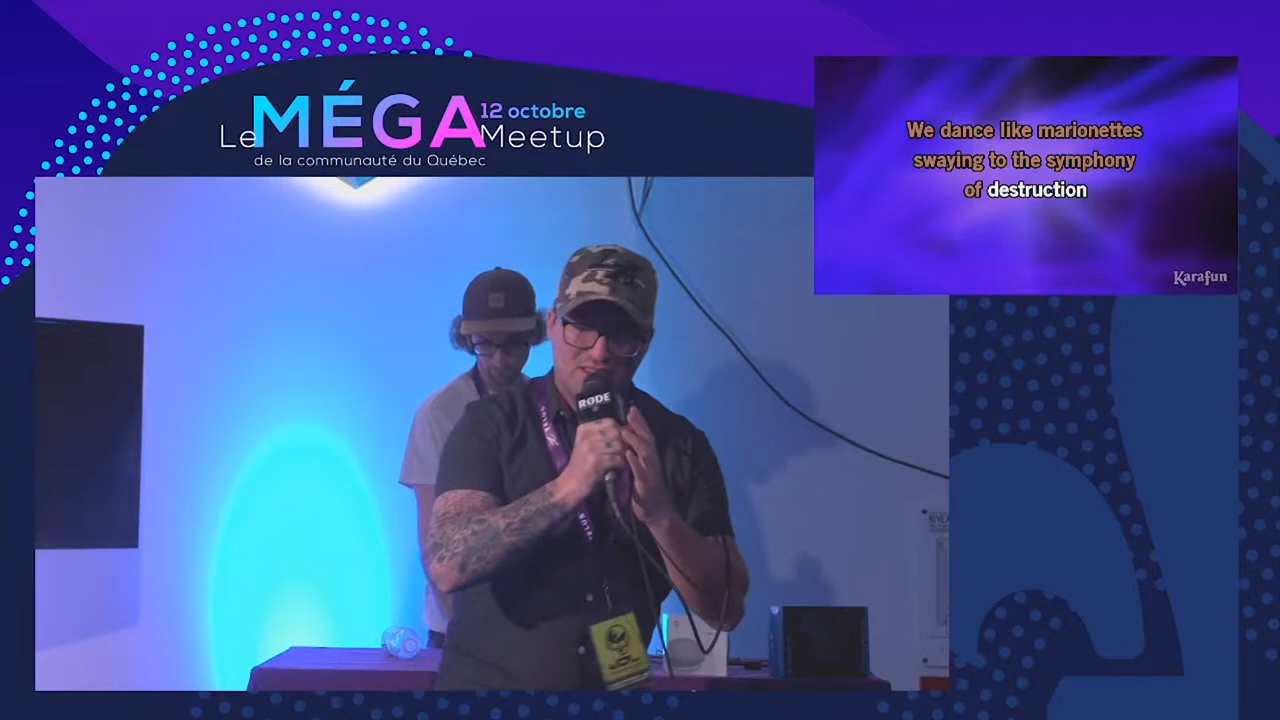 Le MÉGA Meetup
12 octobre
de la communauté du Québec
We dance like marionettes
swaying to the symphony
of destruction
Karafun
RØDE